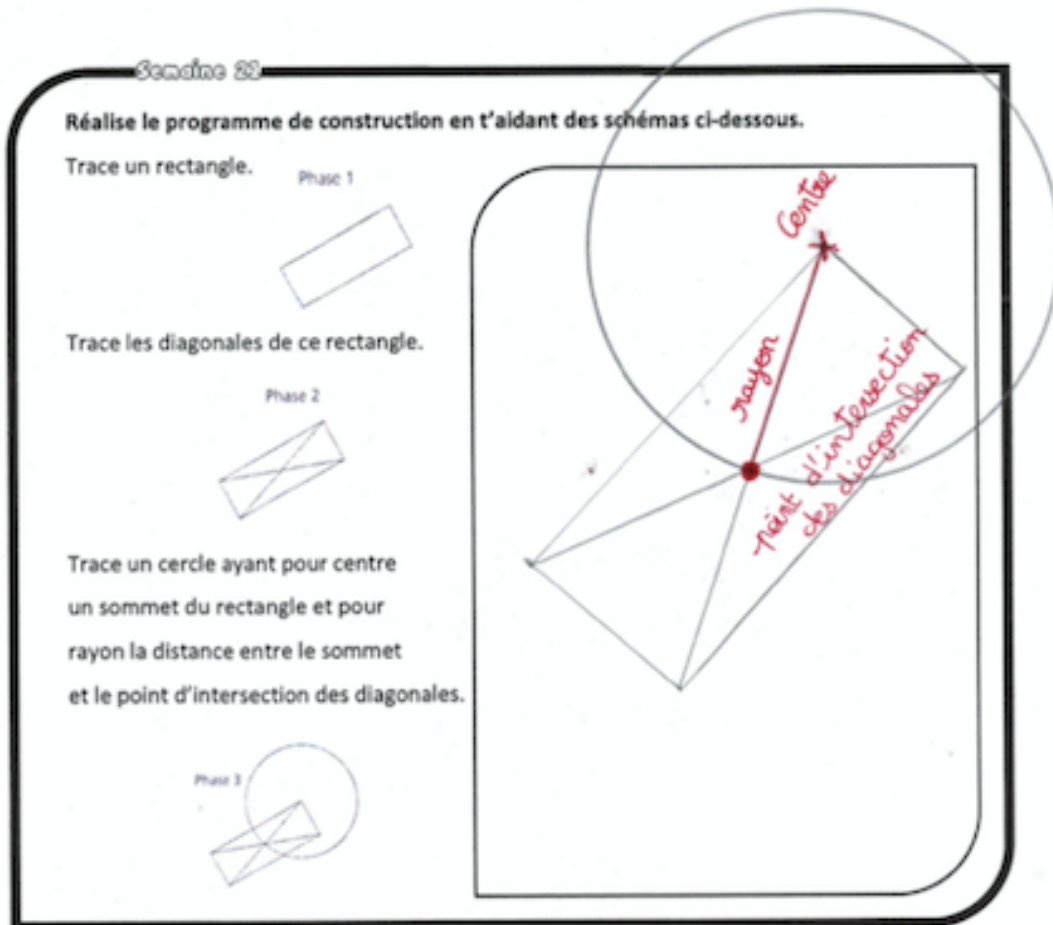 Semaine 22
Réalise le programme de construction en t'aidant des schémas ci-dessous.
Trace un rectangle.
Phase 1
Trace les diagonales de ce rectangle.
Phase 2
Trace un cercle ayant pour centre
un sommet du rectangle et pour
rayon la distance entre le sommet
et le point d'intersection des diagonales.
Phase 3
Centre
rayon
point d'intersection
des diagonales